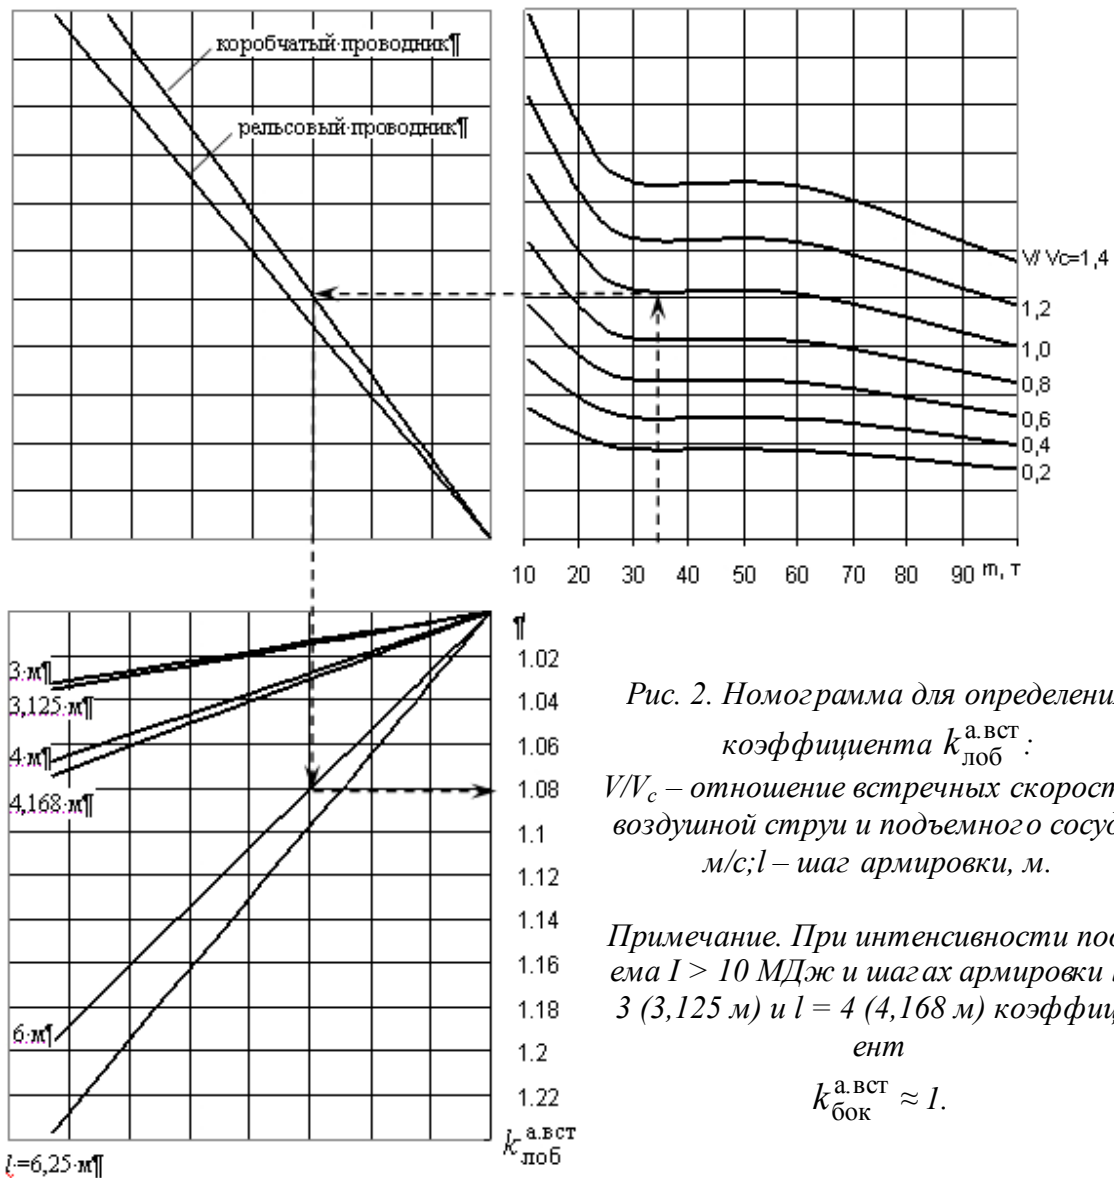 коробчатый·проводник¶
рельсовый·проводник¶
V/ Vc=1,4
1,2
1,0
0,8
0,6
0,4
0,2
10 20 30 40 50 60 70 80 90 m, т
¶
1.02
1.04
1.06
1.08
1.1
1.12
1.14
1.16
1.18
1.2
1.22
k а.вст лоб
3·м¶
3,125·м¶
4·м¶
4,168·м¶
6·м¶
l·=6,25·м¶
Рис. 2. Номограмма для определени
коэффициента k а.вст лоб :
V/Vc – отношение встречных скорост
воздушной струи и подъемного сосуд
м/с;l – шаг армировки, м.
Примечание. При интенсивности по
ема I > 10 МДж и шагах армировки
3 (3,125 м) и l = 4 (4,168 м) коэффиц
ент
k а.вст бок ≈ 1.